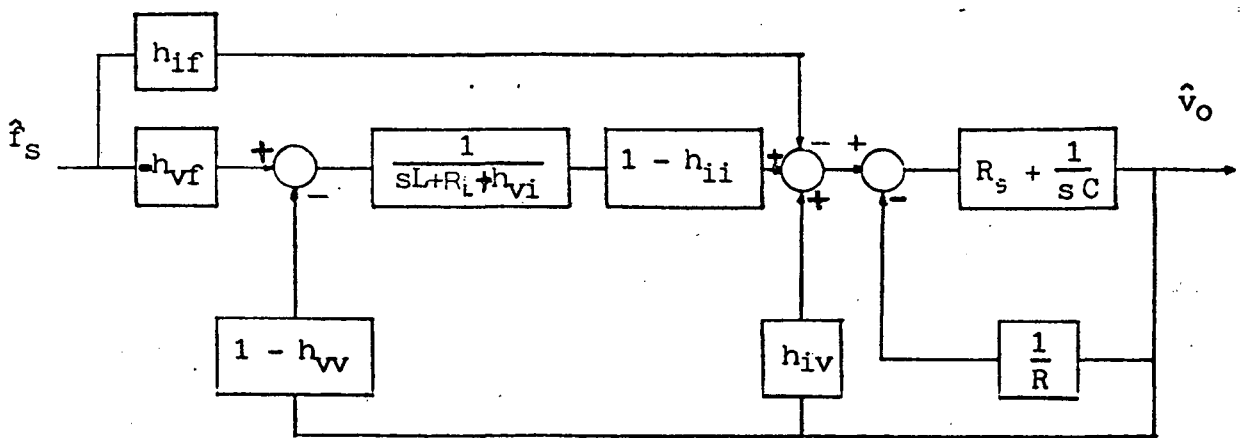 h_if
f̂_s
-h_vf
+
-
1
sL+R_L+h_vi
1 - h_ii
+
-
+
+
-
R_s + 1/sC
v̂_o
1 - h_vv
h_iv
1/R